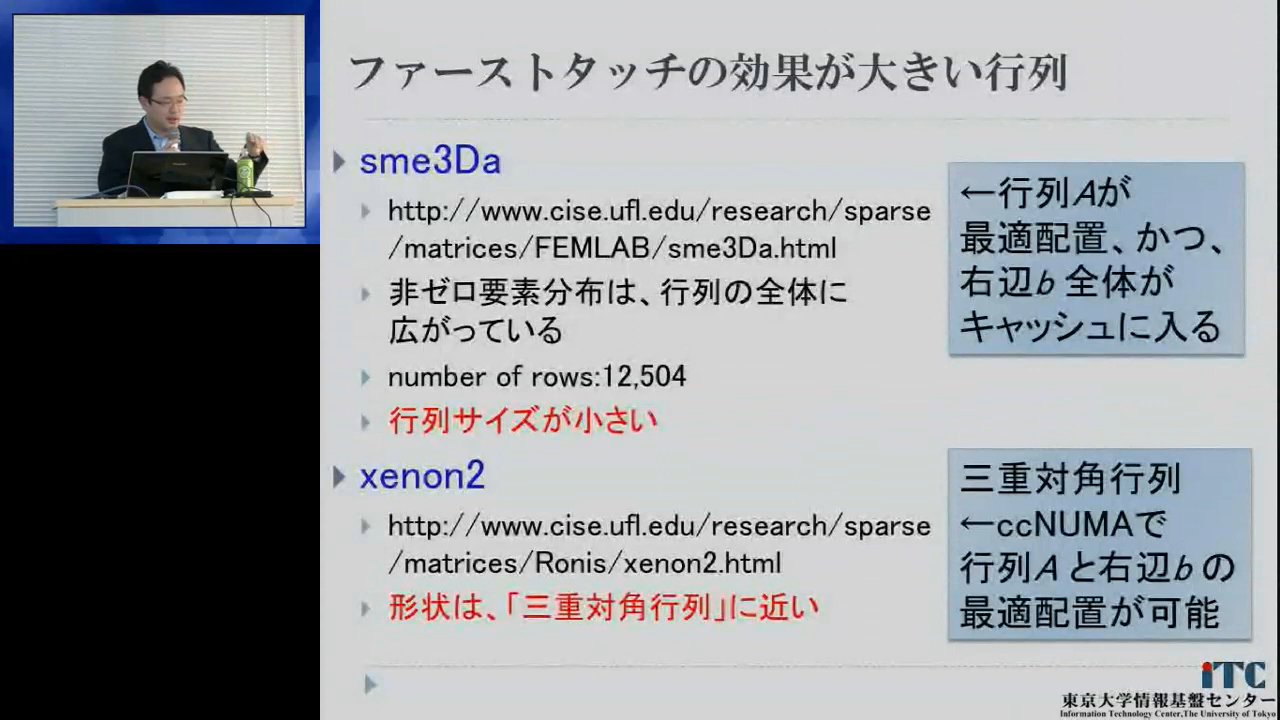 ファーストタッチの効果が大きい行列
sme3Da
http://www.cise.ufl.edu/research/sparse
/matrices/FEMLAB/sme3Da.html
非ゼロ要素分布は、行列の全体に
広がっている
number of rows:12,504
行列サイズが小さい
←行列Aが
最適配置、かつ、
右辺b 全体が
キャッシュに入る
xenon2
http://www.cise.ufl.edu/research/sparse
/matrices/Ronis/xenon2.html
形状は、「三重対角行列」に近い
三重対角行列
←ccNUMAで
行列A と右辺b の
最適配置が可能
iTC
東京大学情報基盤センター
Information Technology Center,The University of Tokyo